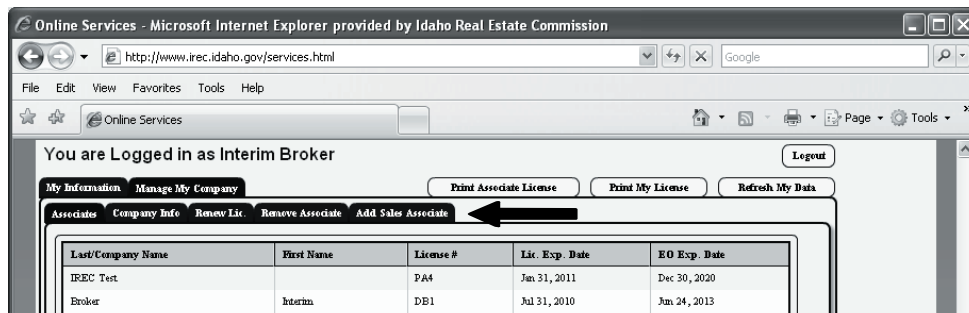 Online Services - Microsoft Internet Explorer provided by Idaho Real Estate Commission
http://www.irec.idaho.gov/services.html Google
File Edit View Favorites Tools Help
Online Services Page Tools
You are Logged in as Interim Broker Logout
My Information Manage My Company Print Associate License Print My License Refresh My Data
Associates Company Info Renew Lic. Remove Associate Add Sales Associate
Last/Company Name First Name License # Lic. Exp. Date EO Exp. Date
IREC Test PA4 Jan 31, 2011 Dec 30, 2020
Broker Interim DB1 Jul 31, 2010 Jun 24, 2013